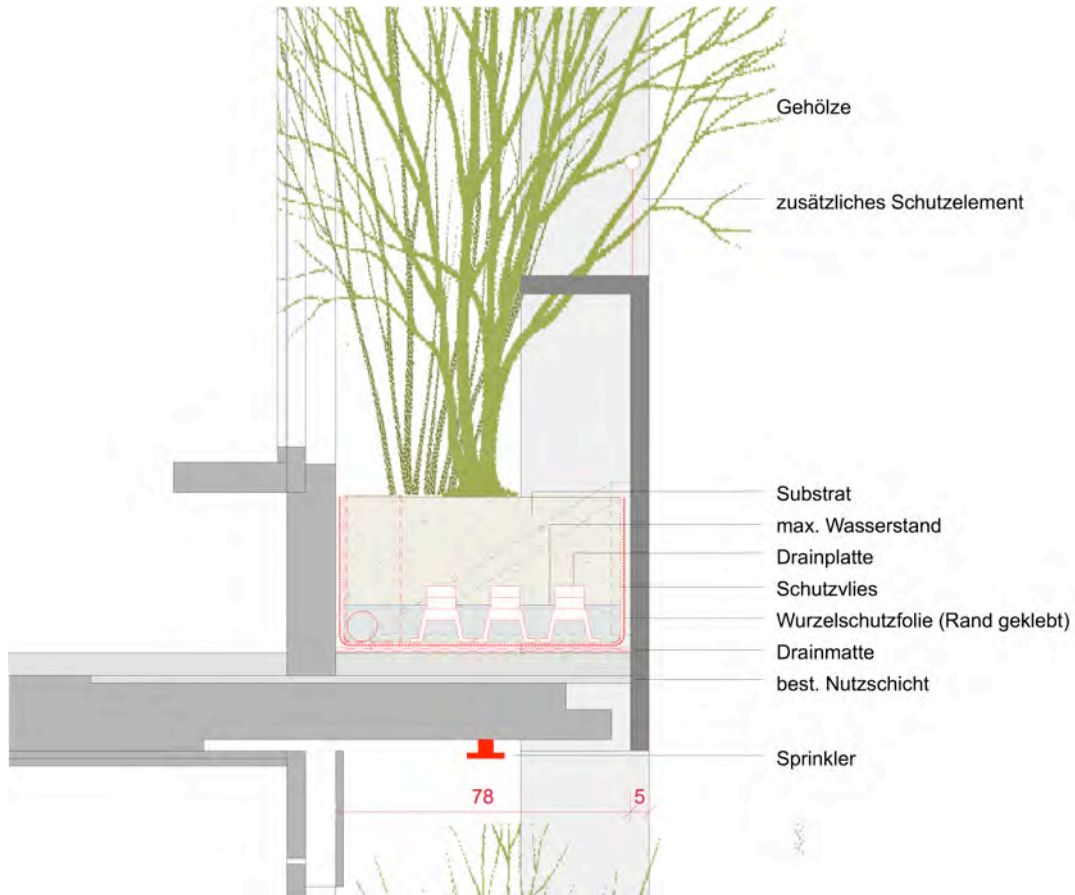 Gehölze
zusätzliches Schutzelement
Substrat
max. Wasserstand
Drainplatte
Schutzvlies
Wurzelschutzfolie (Rand geklebt)
Drainmatte
best. Nutzschicht
Sprinkler
78
5